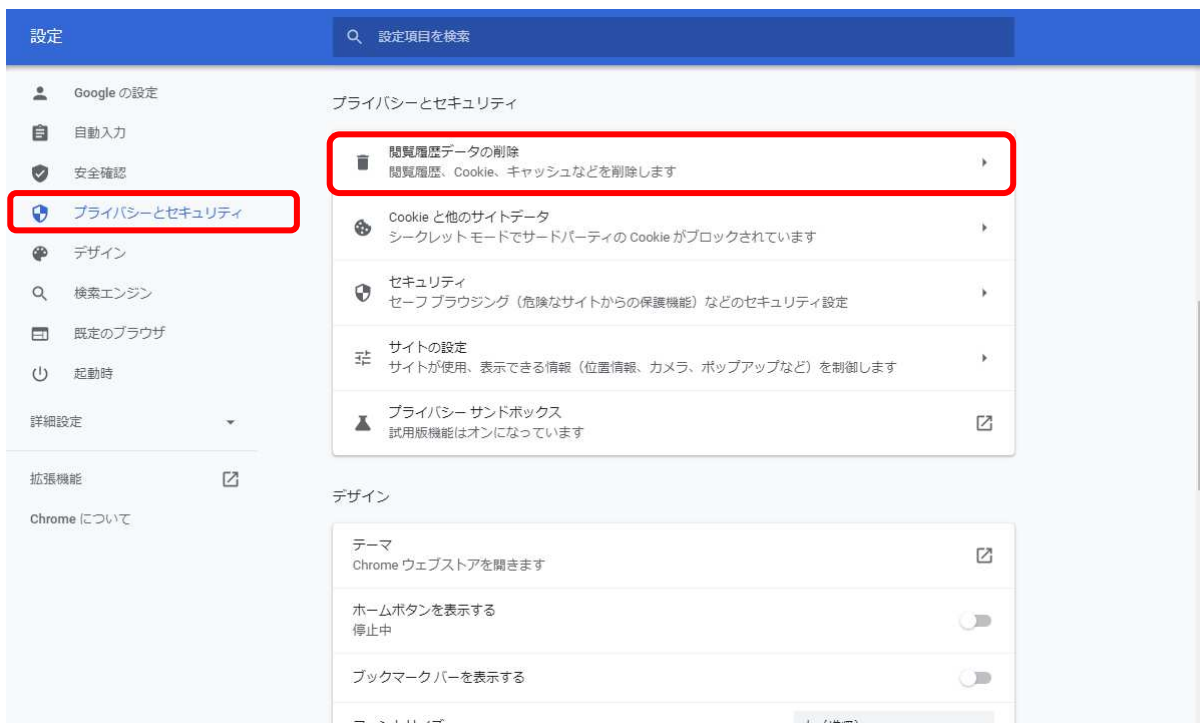 設定
設定項目を検索
Google の設定
自動入力
安全確認
プライバシーとセキュリティ
デザイン
検索エンジン
既定のブラウザ
起動時
詳細設定
拡張機能
Chrome について
プライバシーとセキュリティ
閲覧履歴データの削除
閲覧履歴、Cookie、キャッシュなどを削除します
Cookie と他のサイトデータ
シークレット モードでサードパーティの Cookie がブロックされています
セキュリティ
セーフ ブラウジング（危険なサイトからの保護機能）などのセキュリティ設定
サイトの設定
サイトが使用、表示できる情報（位置情報、カメラ、ポップアップなど）を制御します
プライバシー サンドボックス
試用版機能はオンになっています
デザイン
テーマ
Chrome ウェブストアを開きます
ホームボタンを表示する
停止中
ブックマーク バーを表示する